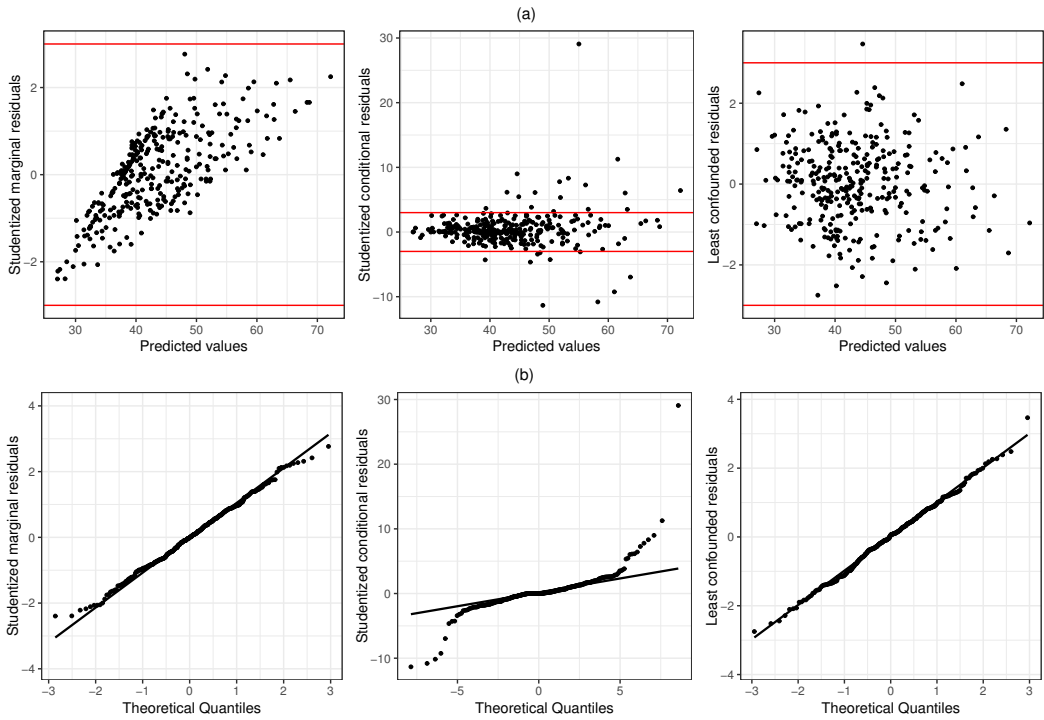 (a)
Studentized marginal residuals
2
0
−2
30 40 50 60 70
Predicted values
Studentized conditional residuals
30
20
10
0
−10
30 40 50 60 70
Predicted values
Least confounded residuals
2
0
−2
30 40 50 60 70
Predicted values
(b)
Studentized marginal residuals
4
2
0
−2
−4
−3 −2 −1 0 1 2 3
Theoretical Quantiles
Studentized conditional residuals
30
20
10
0
−10
−5 0 5
Theoretical Quantiles
Least confounded residuals
4
2
0
−2
−4
−3 −2 −1 0 1 2 3
Theoretical Quantiles